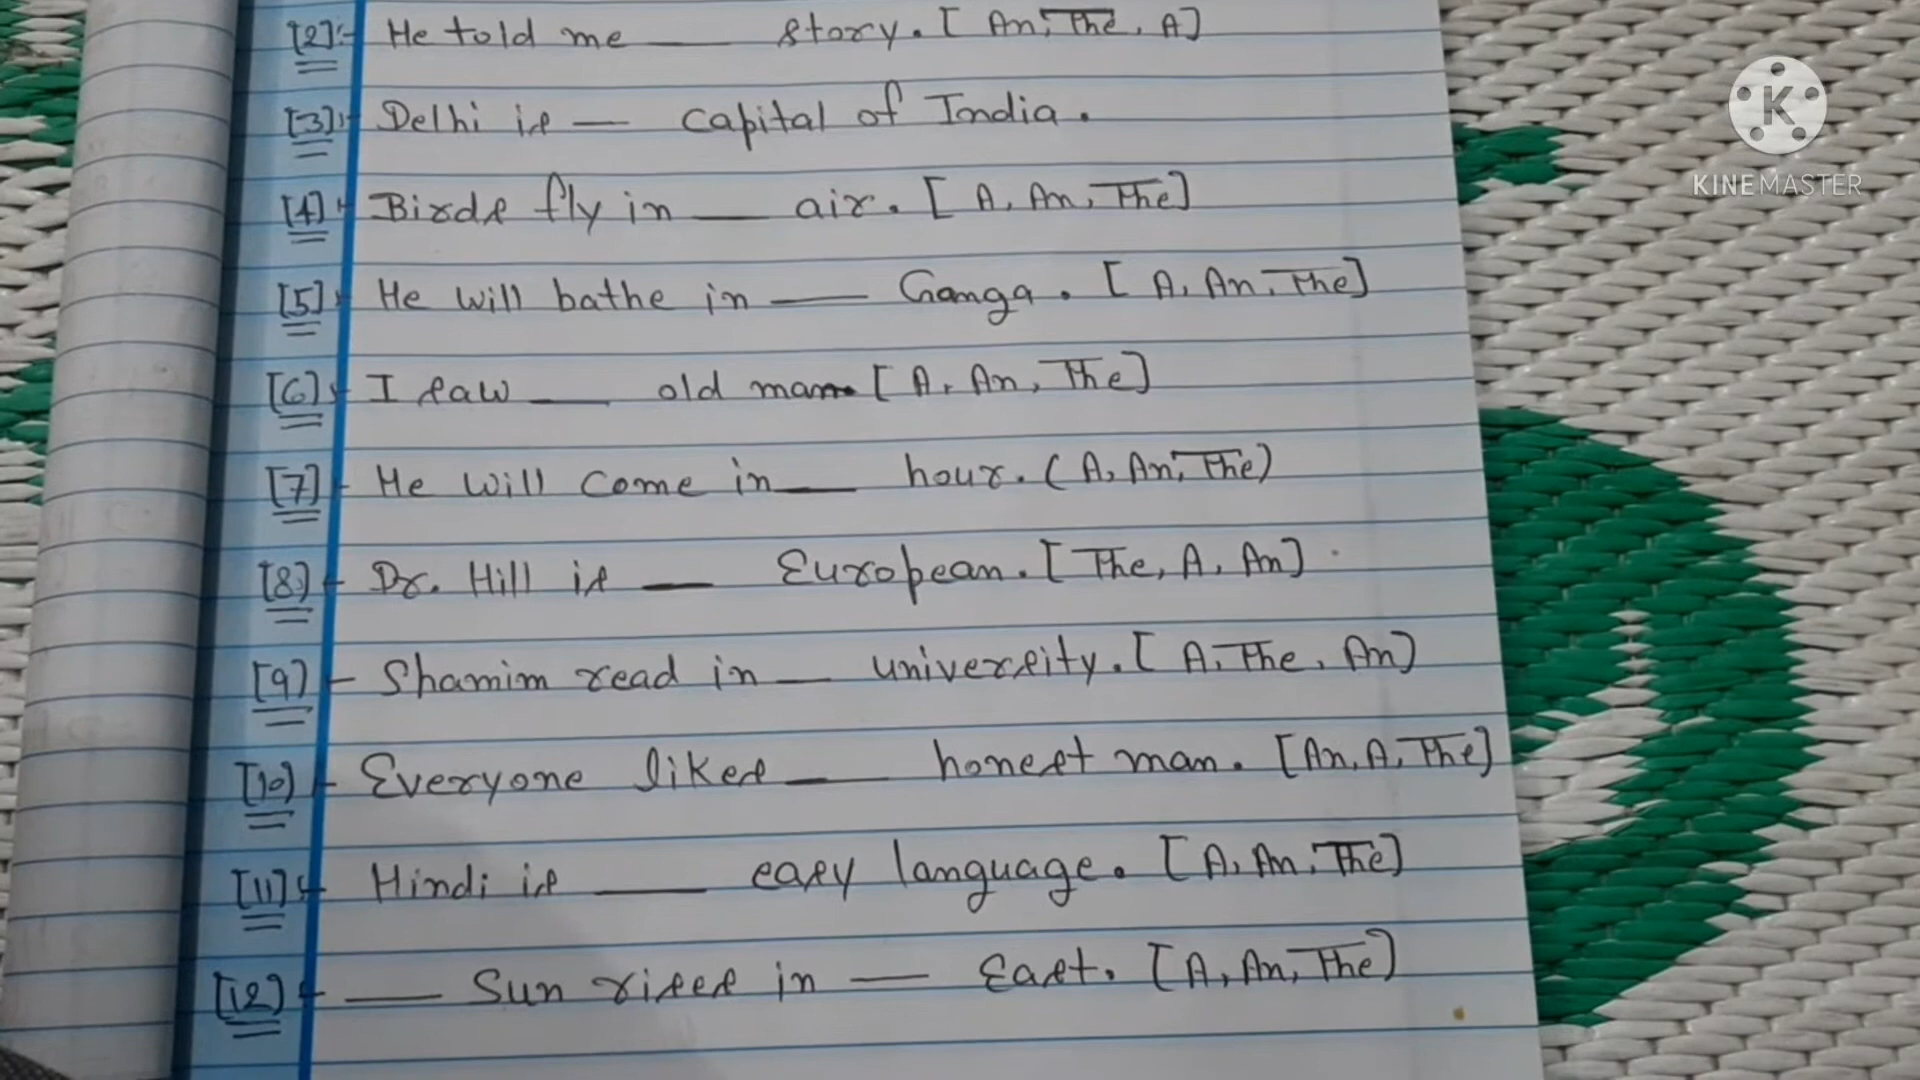 [2]:- He told me ___ story. [ An, The, A]
[3]:- Delhi is — capital of India.
[4]:- Birds fly in ___ air. [ A, An, The]
[5]:- He will bathe in ___ Ganga. [ A, An, The]
[6]:- I saw ___ old man [ A, An, The]
[7]- He will come in ___ hour. ( A, An, The)
[8]- Dr. Hill is ___ European. [ The, A, An]
[9]- Shamim read in ___ university. [ A, The, An]
[10]- Everyone likes ___ honest man. [An, A, The]
[11]:- Hindi is ___ easy language. [ A, An, The]
[12]:- ___ Sun rises in ___ East. [A, An, The]
K
KINEMASTER